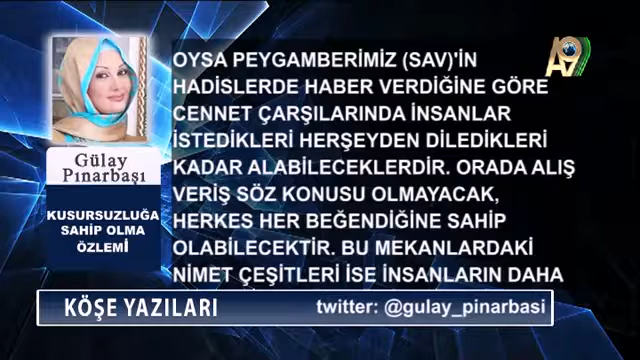 OYSA PEYGAMBERİMİZ (SAV)'İN
HADİSLERDE HABER VERDİĞİNE GÖRE
CENNET ÇARŞILARINDA İNSANLAR
İSTEDİKLERİ HERŞEYDEN DİLEDİKLERİ
KADAR ALABİLECEKLERDİR. ORADA ALIŞ
VERİŞ SÖZ KONUSU OLMAYACAK,
HERKES HER BEĞENDİĞİNE SAHİP
OLABİLECEKTİR. BU MEKANLARDAKİ
NİMET ÇEŞİTLERİ İSE İNSANLARIN DAHA
Gülay
Pınarbaşı
KUSURSUZLUĞA
SAHİP OLMA
ÖZLEMİ
KÖŞE YAZILARI
twitter: @gulay_pinarbasi
A9